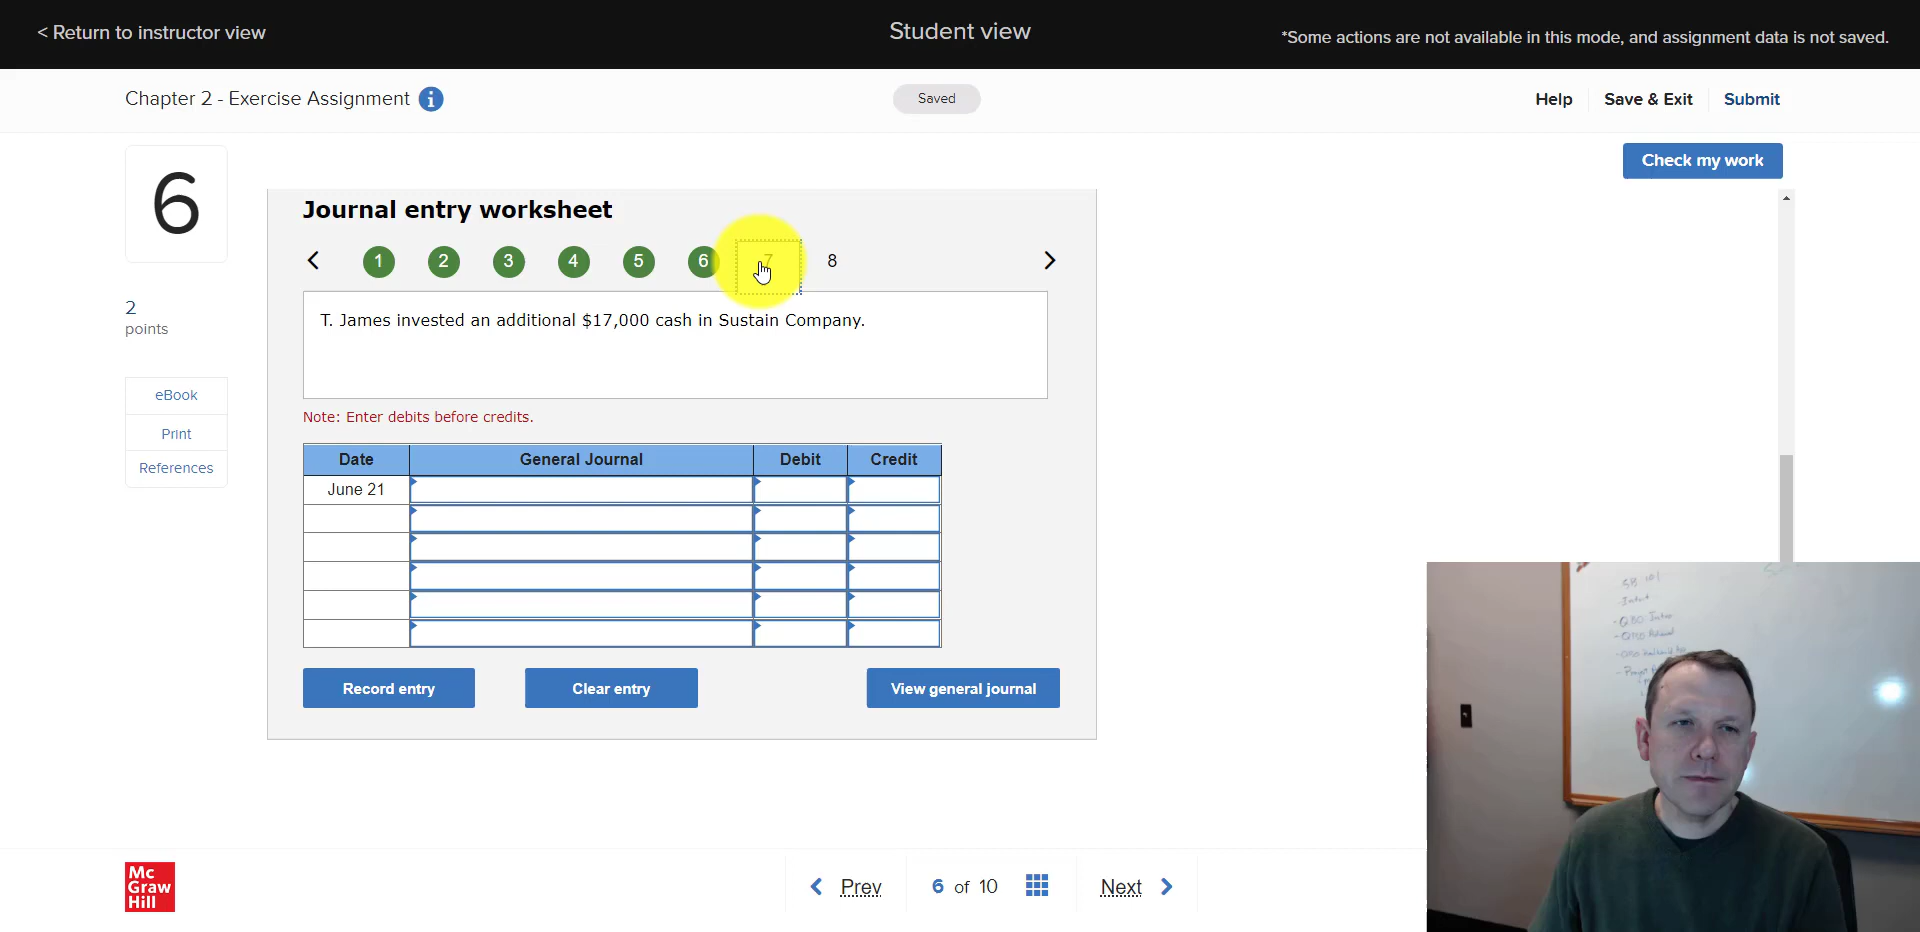 < Return to instructor view
Student view
*Some actions are not available in this mode, and assignment data is not saved.
Chapter 2 - Exercise Assignment i
Saved
Help
Save & Exit
Submit
6
Check my work
2
points
eBook
Print
References
Journal entry worksheet
1 2 3 4 5 6 7 8
T. James invested an additional $17,000 cash in Sustain Company.
Note: Enter debits before credits.
Date General Journal Debit Credit
June 21
Record entry
Clear entry
View general journal
Mc
Graw
Hill
Prev
6 of 10
Next